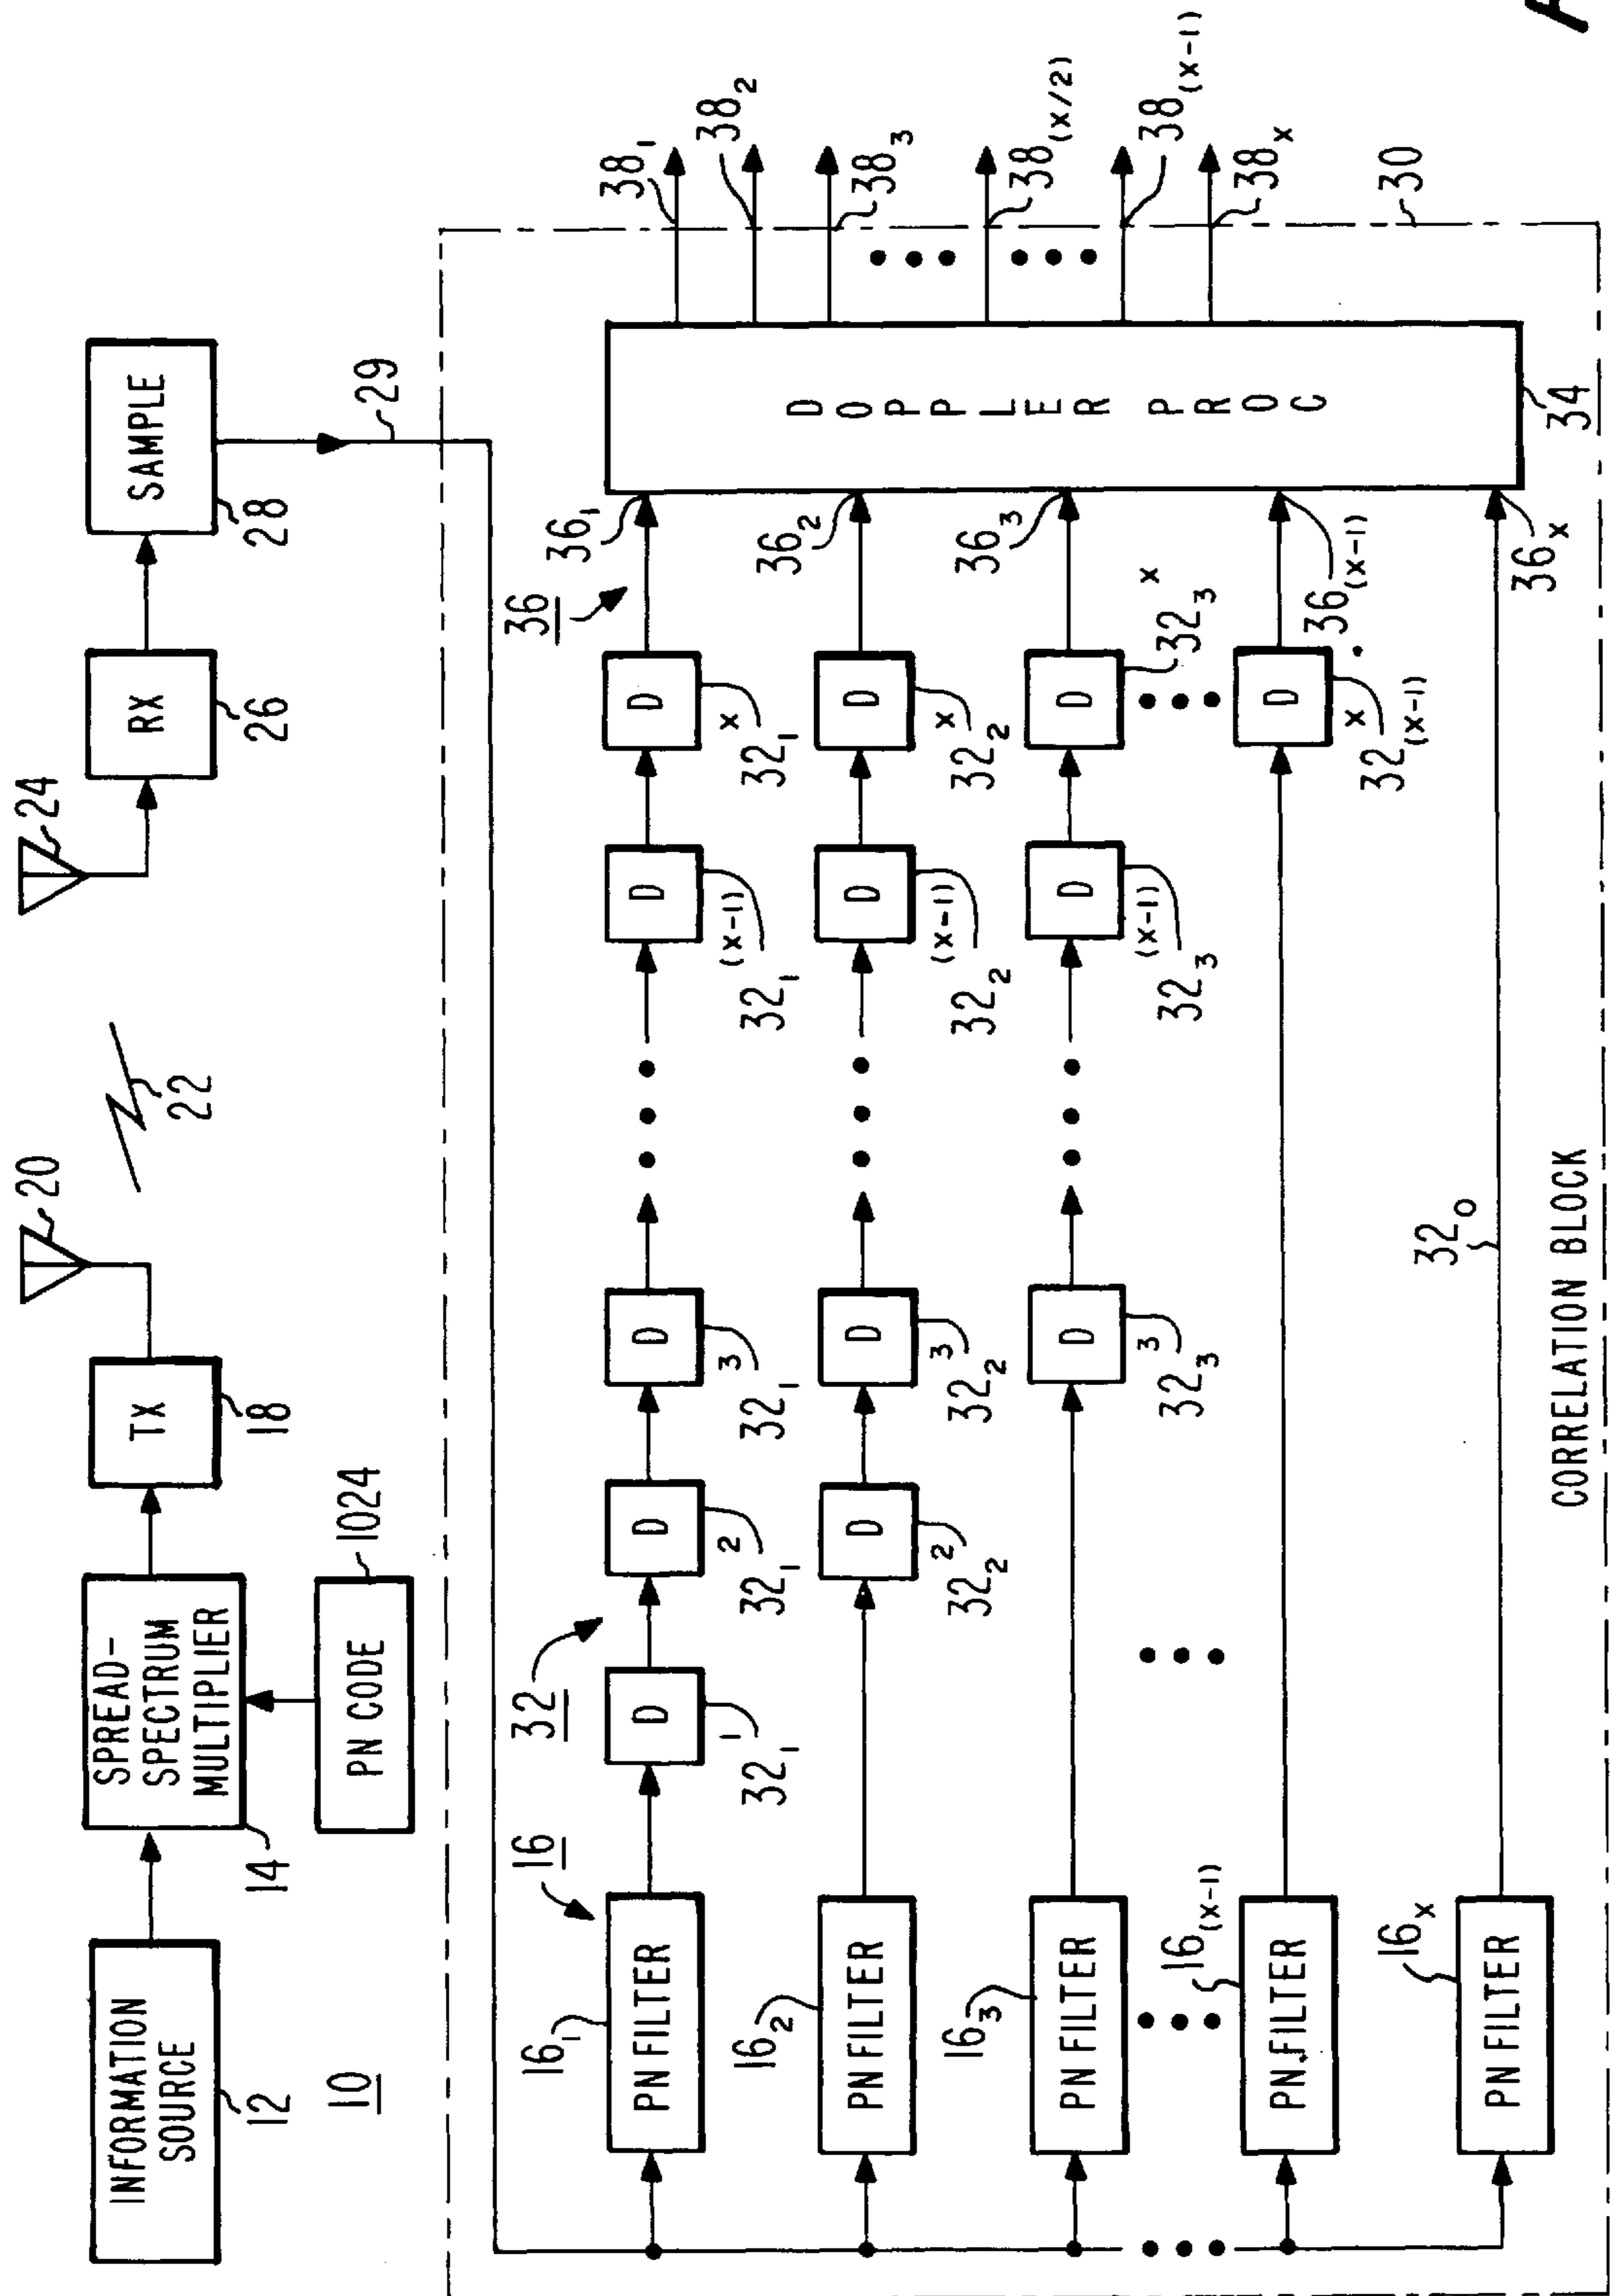 INFORMATION SOURCE
12
10
SPREAD-SPECTRUM MULTIPLIER
14
PN CODE
1024
TX
18
20
22
24
RX
26
SAMPLE
28
29
16
16₁
PN FILTER
32
32₁¹
D
32₁²
D
32₁³
D
32₁⁽ˣ⁻¹⁾
D
32₁ˣ
D
36
36₁
16₂
PN FILTER
32₂²
D
32₂³
D
32₂⁽ˣ⁻¹⁾
D
32₂ˣ
D
36₂
16₃
PN FILTER
32₃³
D
32₃⁽ˣ⁻¹⁾
D
32₃ˣ
D
36₃
16(X-1)
PN FILTER
32(X-1)ˣ
D
36(X-1)
16X
PN FILTER
32₀
36X
DOPPLER PROC
34
38₁
38₂
38₃
38(X/2)
38(X-1)
38X
30
CORRELATION BLOCK